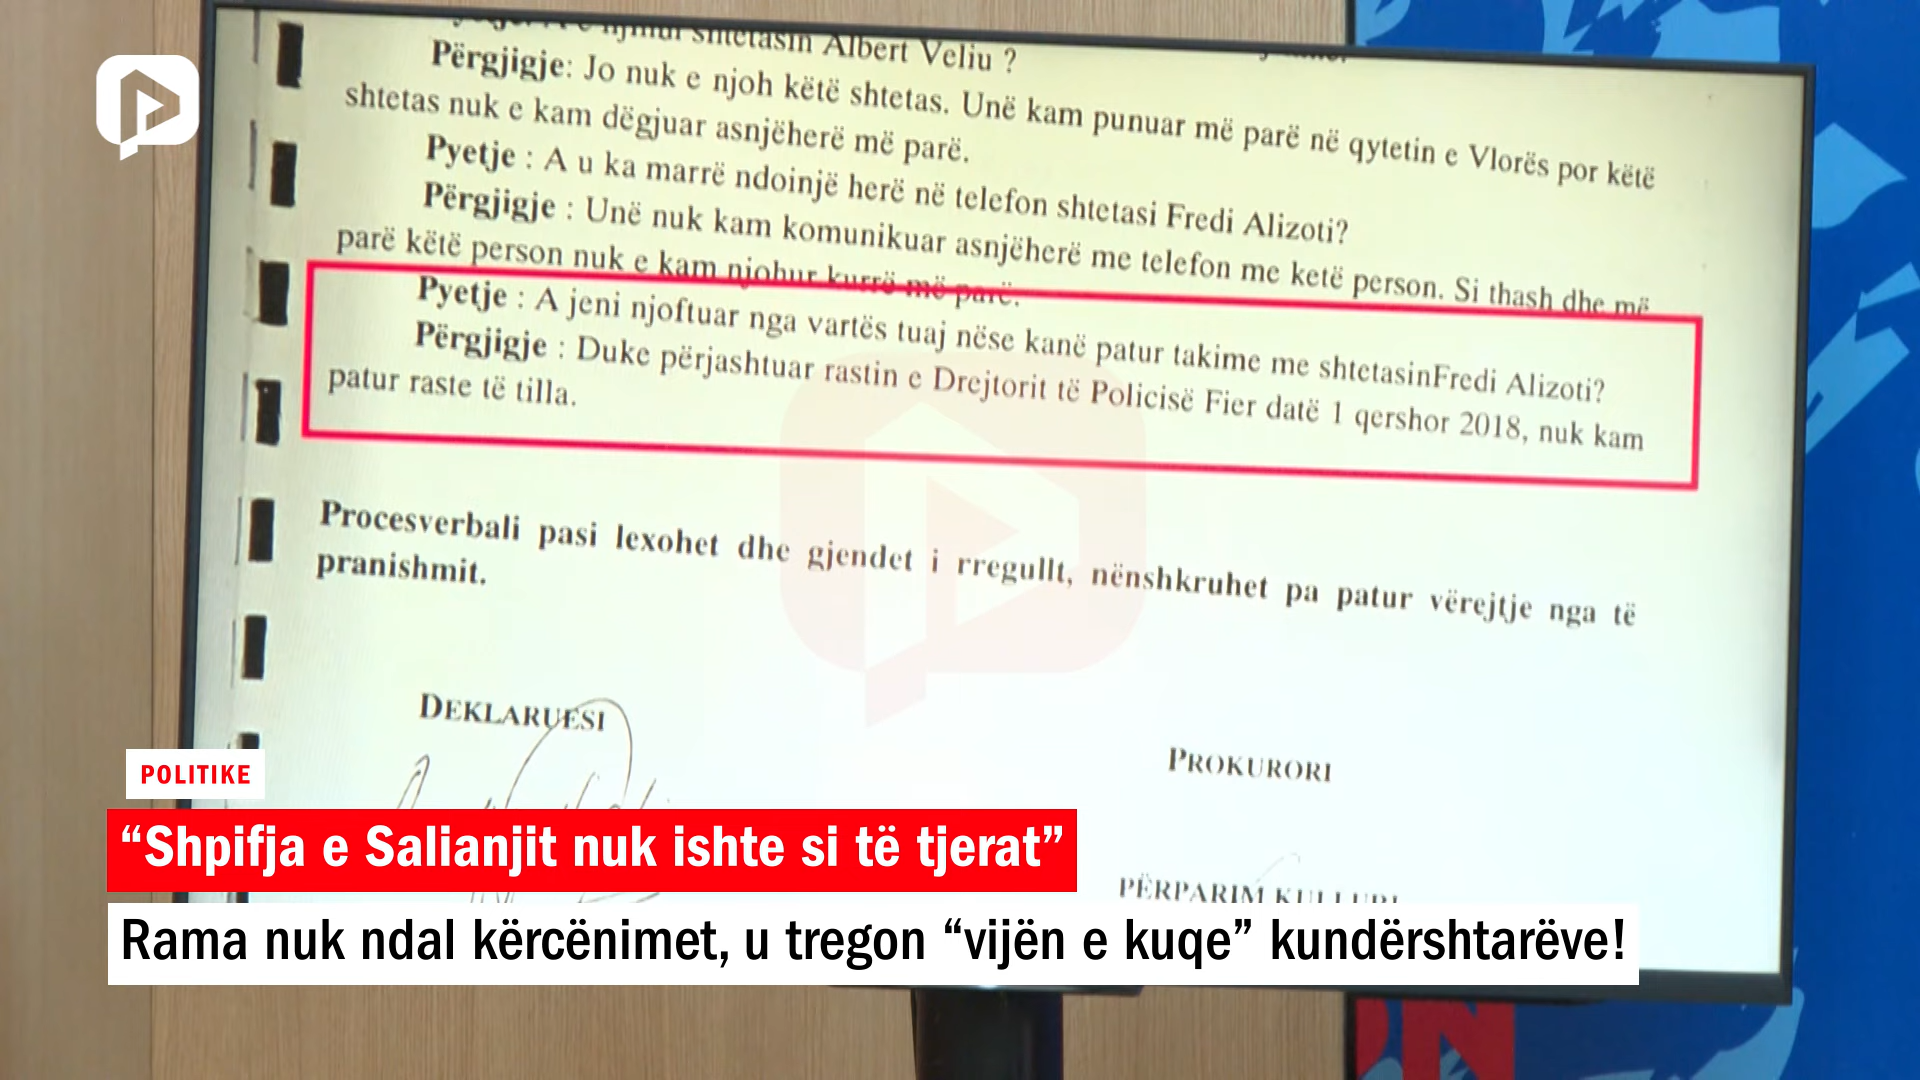 shtetasin Albert Veliu ?
Përgjigje: Jo nuk e njoh këtë shtetas. Unë kam punuar më parë në qytetin e Vlorës por këtë
shtetas nuk e kam dëgjuar asnjëherë më parë.
Pyetje : A u ka marrë ndoinjë herë në telefon shtetasi Fredi Alizoti?
Përgjigje : Unë nuk kam komunikuar asnjëherë me telefon me ketë person. Si thash dhe më
parë këtë person nuk e kam njohur kurrë më parë.
Pyetje : A jeni njoftuar nga vartës tuaj nëse kanë patur takime me shtetasinFredi Alizoti?
Përgjigje : Duke përjashtuar rastin e Drejtorit të Policisë Fier datë 1 qershor 2018, nuk kam
patur raste të tilla.
Procesverbali pasi lexohet dhe gjendet i rregullt, nënshkruhet pa patur vërejtje nga të
pranishmit.
DEKLARUESI
PROKURORI
PËRPARIM KULLURI
POLITIKE
“Shpifja e Salianjit nuk ishte si të tjerat”
Rama nuk ndal kërcënimet, u tregon “vijën e kuqe” kundërshtarëve!